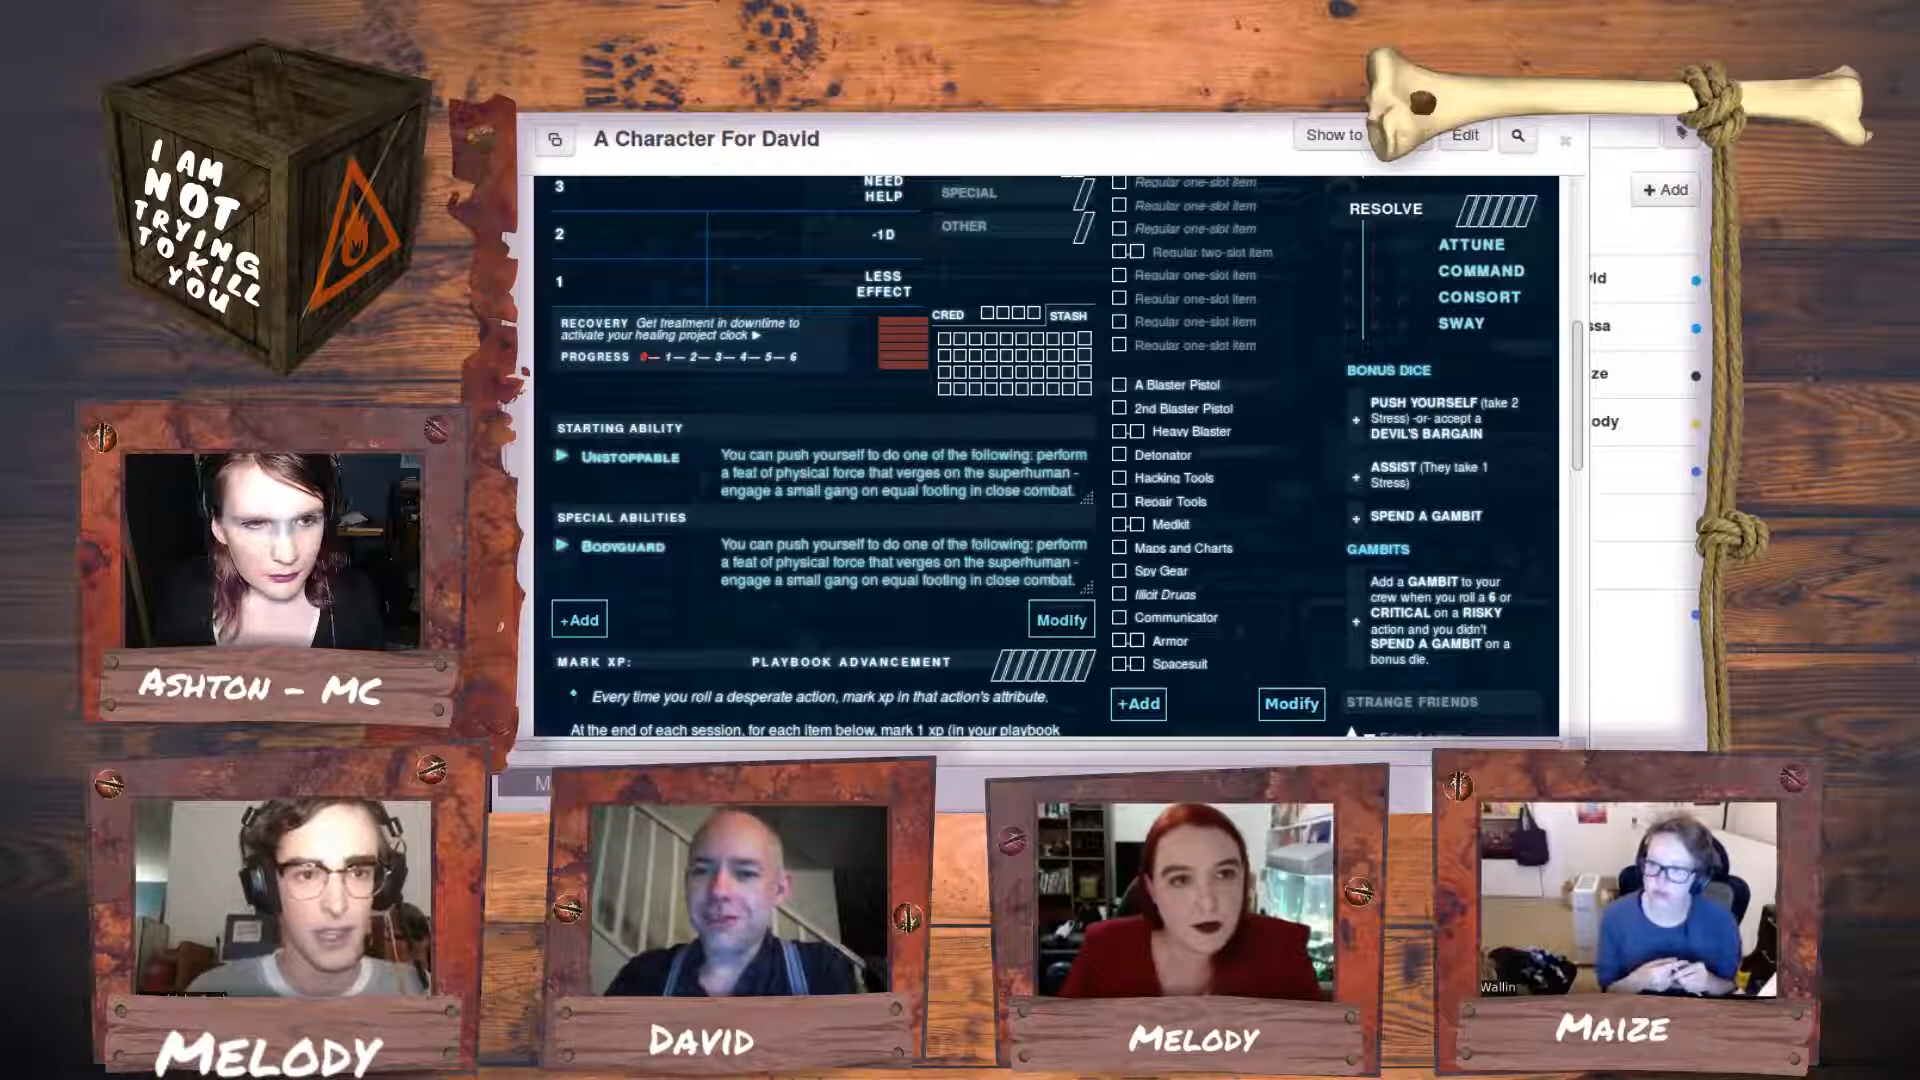 I AM
NOT
TRYING
TO KILL
YOU
A Character For David
Show to
Edit
+ Add
3
NEED
HELP
2
-1D
1
LESS
EFFECT
SPECIAL
OTHER
RECOVERY Get treatment in downtime to
activate your healing project clock ►
PROGRESS 0— 1— 2— 3— 4— 5— 6
CRED
STASH
STARTING ABILITY
UNSTOPPABLE
You can push yourself to do one of the following: perform
a feat of physical force that verges on the superhuman -
engage a small gang on equal footing in close combat.
SPECIAL ABILITIES
BODYGUARD
You can push yourself to do one of the following: perform
a feat of physical force that verges on the superhuman -
engage a small gang on equal footing in close combat.
+Add
Modify
MARK XP:
PLAYBOOK ADVANCEMENT
Every time you roll a desperate action, mark xp in that action's attribute.
At the end of each session, for each item below, mark 1 xp (in your playbook
Regular one-slot item
Regular one-slot item
Regular one-slot item
Regular two-slot item
Regular one-slot item
Regular one-slot item
Regular one-slot item
Regular one-slot item
A Blaster Pistol
2nd Blaster Pistol
Heavy Blaster
Detonator
Hacking Tools
Repair Tools
Medkit
Maps and Charts
Spy Gear
Illicit Drugs
Communicator
Armor
Spacesuit
+Add
Modify
RESOLVE
ATTUNE
COMMAND
CONSORT
SWAY
BONUS DICE
+ PUSH YOURSELF (take 2
Stress) -or- accept a
DEVIL'S BARGAIN
+ ASSIST (They take 1
Stress)
+ SPEND A GAMBIT
GAMBITS
+ Add a GAMBIT to your
crew when you roll a 6 or
CRITICAL on a RISKY
action and you didn't
SPEND A GAMBIT on a
bonus die.
STRANGE FRIENDS
ssa
ze
ody
ASHTON - MC
MELODY
DAVID
MELODY
Wallin
MAIZE